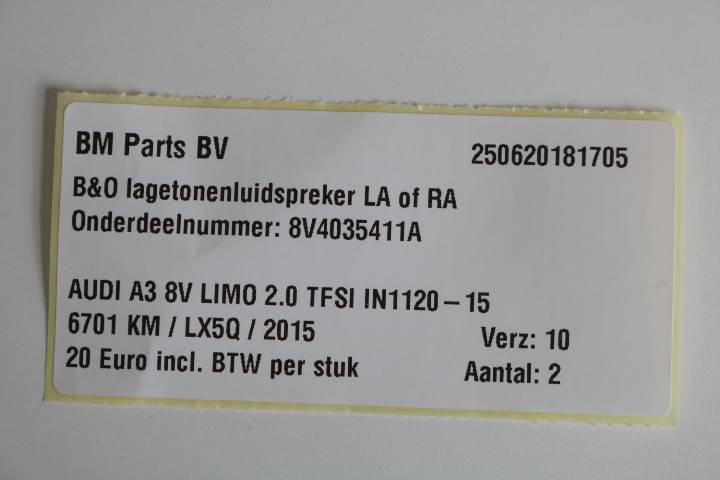 BM Parts BV 250620181705
B&O lagetonenluidspreker LA of RA
Onderdeelnummer: 8V4035411A
AUDI A3 8V LIMO 2.0 TFSI IN1120-15
6701 KM / LX5Q / 2015 Verz: 10
20 Euro incl. BTW per stuk Aantal: 2